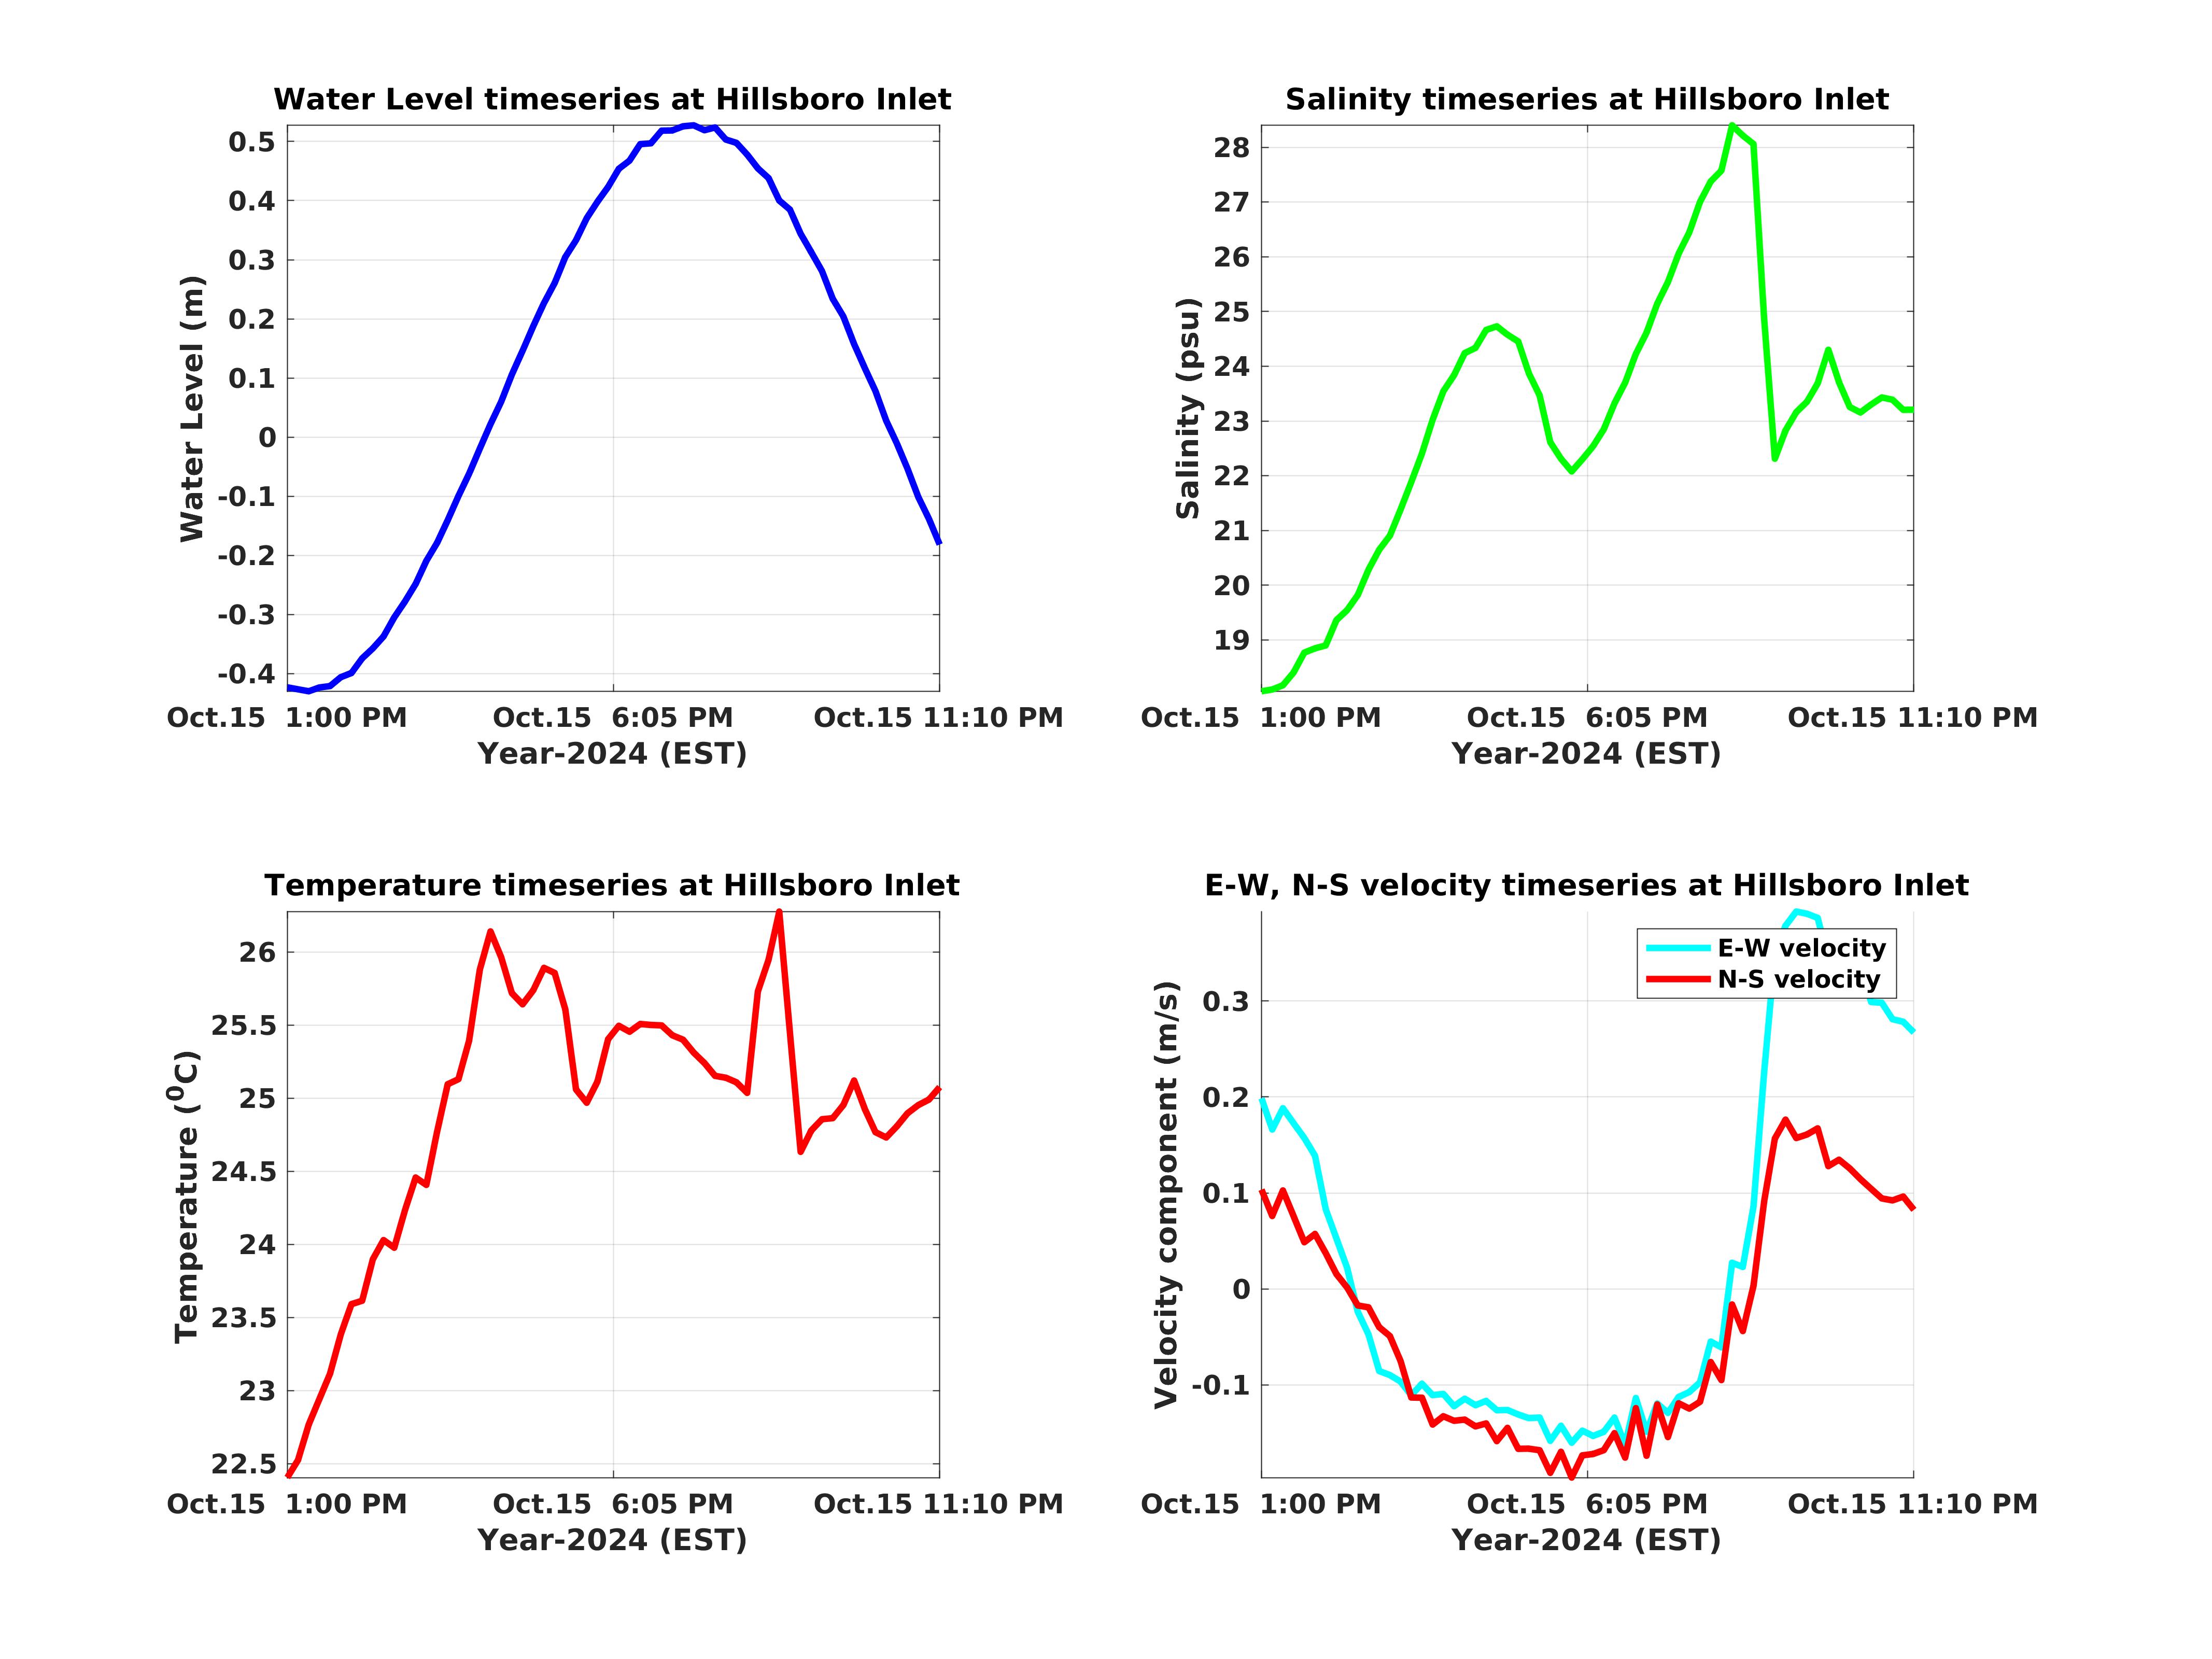 Water Level timeseries at Hillsboro Inlet
0.5
0.4
0.3
0.2
0.1
0
-0.1
-0.2
-0.3
-0.4
Water Level (m)
Oct.15  1:00 PM
Oct.15  6:05 PM
Oct.15 11:10 PM
Year-2024 (EST)
Salinity timeseries at Hillsboro Inlet
28
27
26
25
24
23
22
21
20
19
Salinity (psu)
Oct.15  1:00 PM
Oct.15  6:05 PM
Oct.15 11:10 PM
Year-2024 (EST)
Temperature timeseries at Hillsboro Inlet
26
25.5
25
24.5
24
23.5
23
22.5
Temperature (⁰C)
Oct.15  1:00 PM
Oct.15  6:05 PM
Oct.15 11:10 PM
Year-2024 (EST)
E-W, N-S velocity timeseries at Hillsboro Inlet
E-W velocity
N-S velocity
0.3
0.2
0.1
0
-0.1
Velocity component (m/s)
Oct.15  1:00 PM
Oct.15  6:05 PM
Oct.15 11:10 PM
Year-2024 (EST)